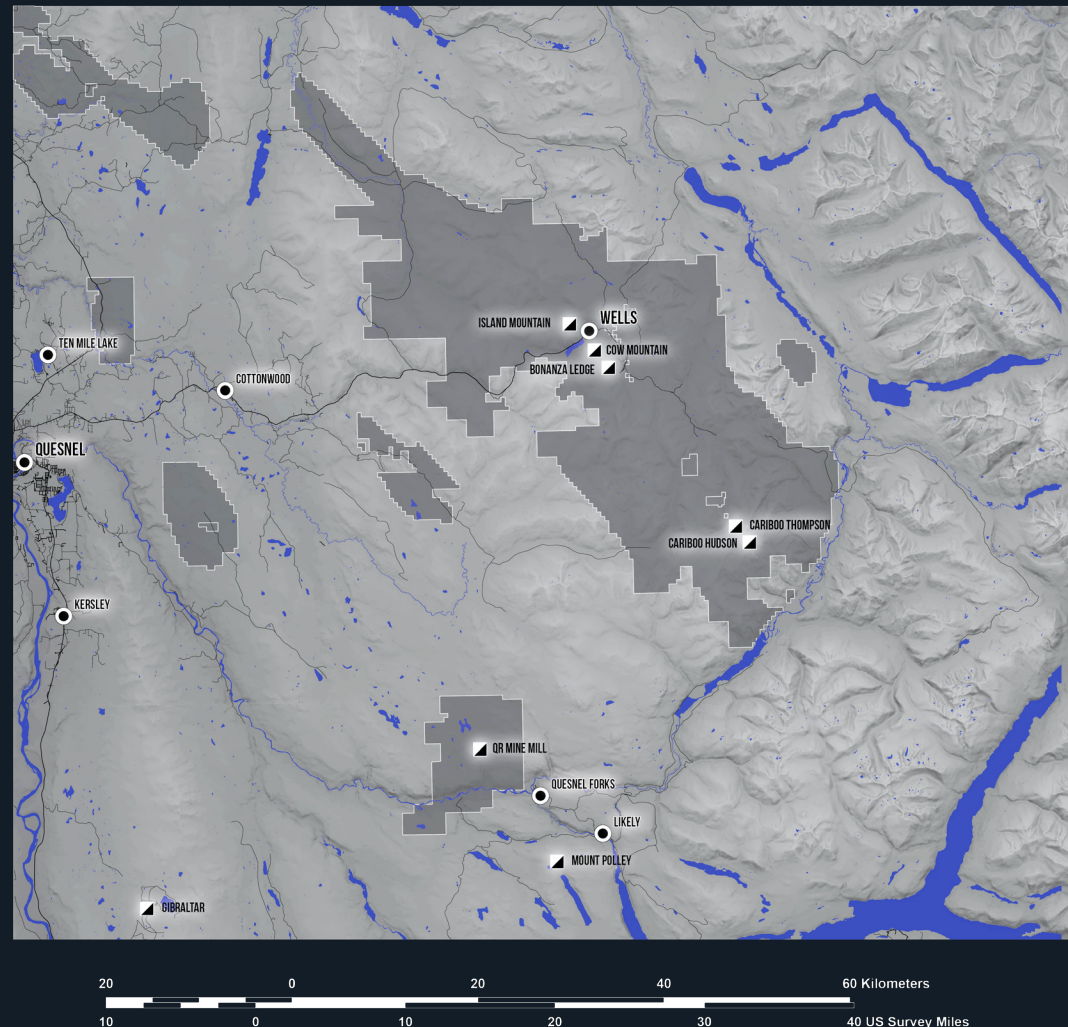 ISLAND MOUNTAIN
WELLS
COW MOUNTAIN
BONANZA LEDGE
TEN MILE LAKE
COTTONWOOD
QUESNEL
CARIBOO THOMPSON
CARIBOO HUDSON
KERSLEY
QR MINE MILL
QUESNEL FORKS
LIKELY
MOUNT POLLEY
GIBRALTAR
20 0 20 40 60 Kilometers
10 0 10 20 30 40 US Survey Miles